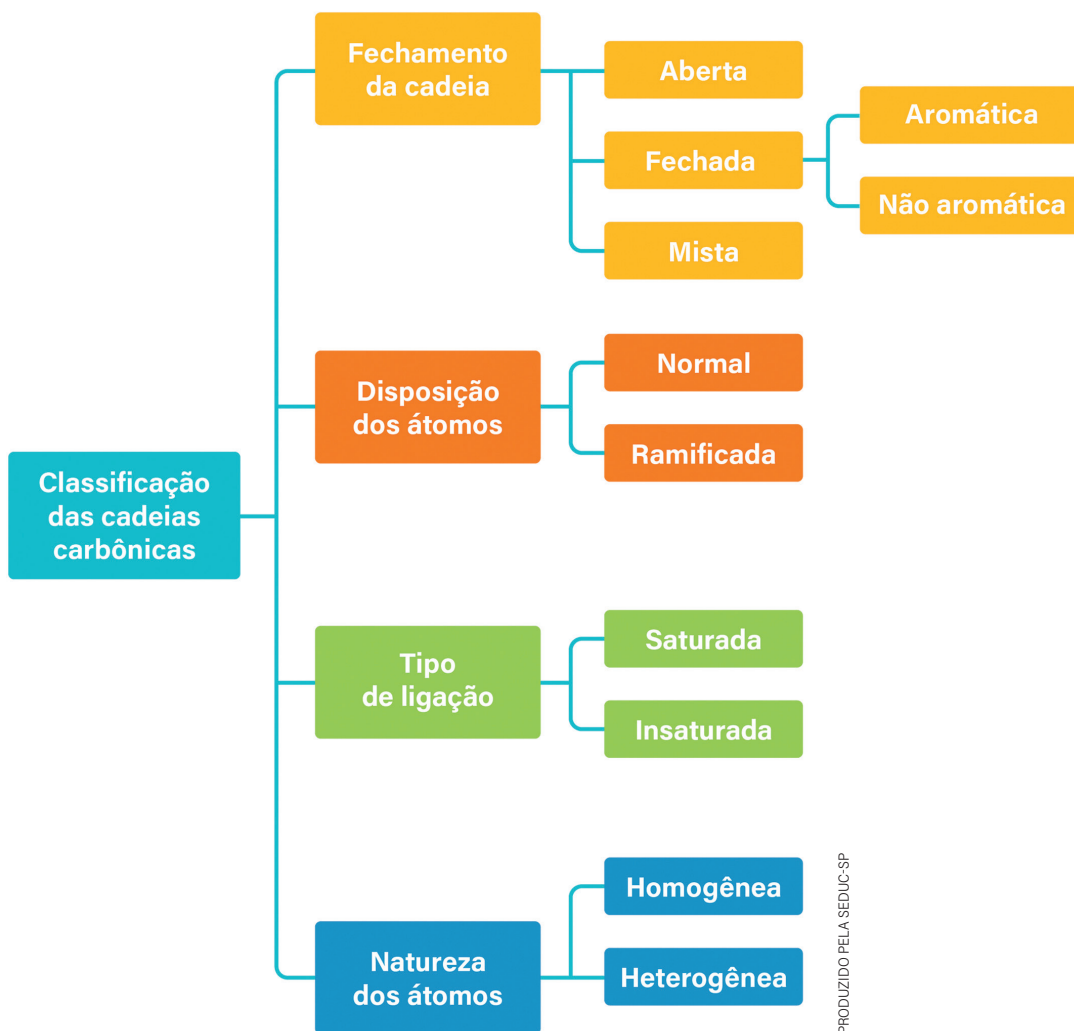 Classificação
das cadeias
carbônicas
Fechamento
da cadeia
Aberta
Fechada
Aromática
Não aromática
Mista
Disposição
dos átomos
Normal
Ramificada
Tipo
de ligação
Saturada
Insaturada
Natureza
dos átomos
Homogênea
Heterogênea
PRODUZIDO PELA SEDUC-SP